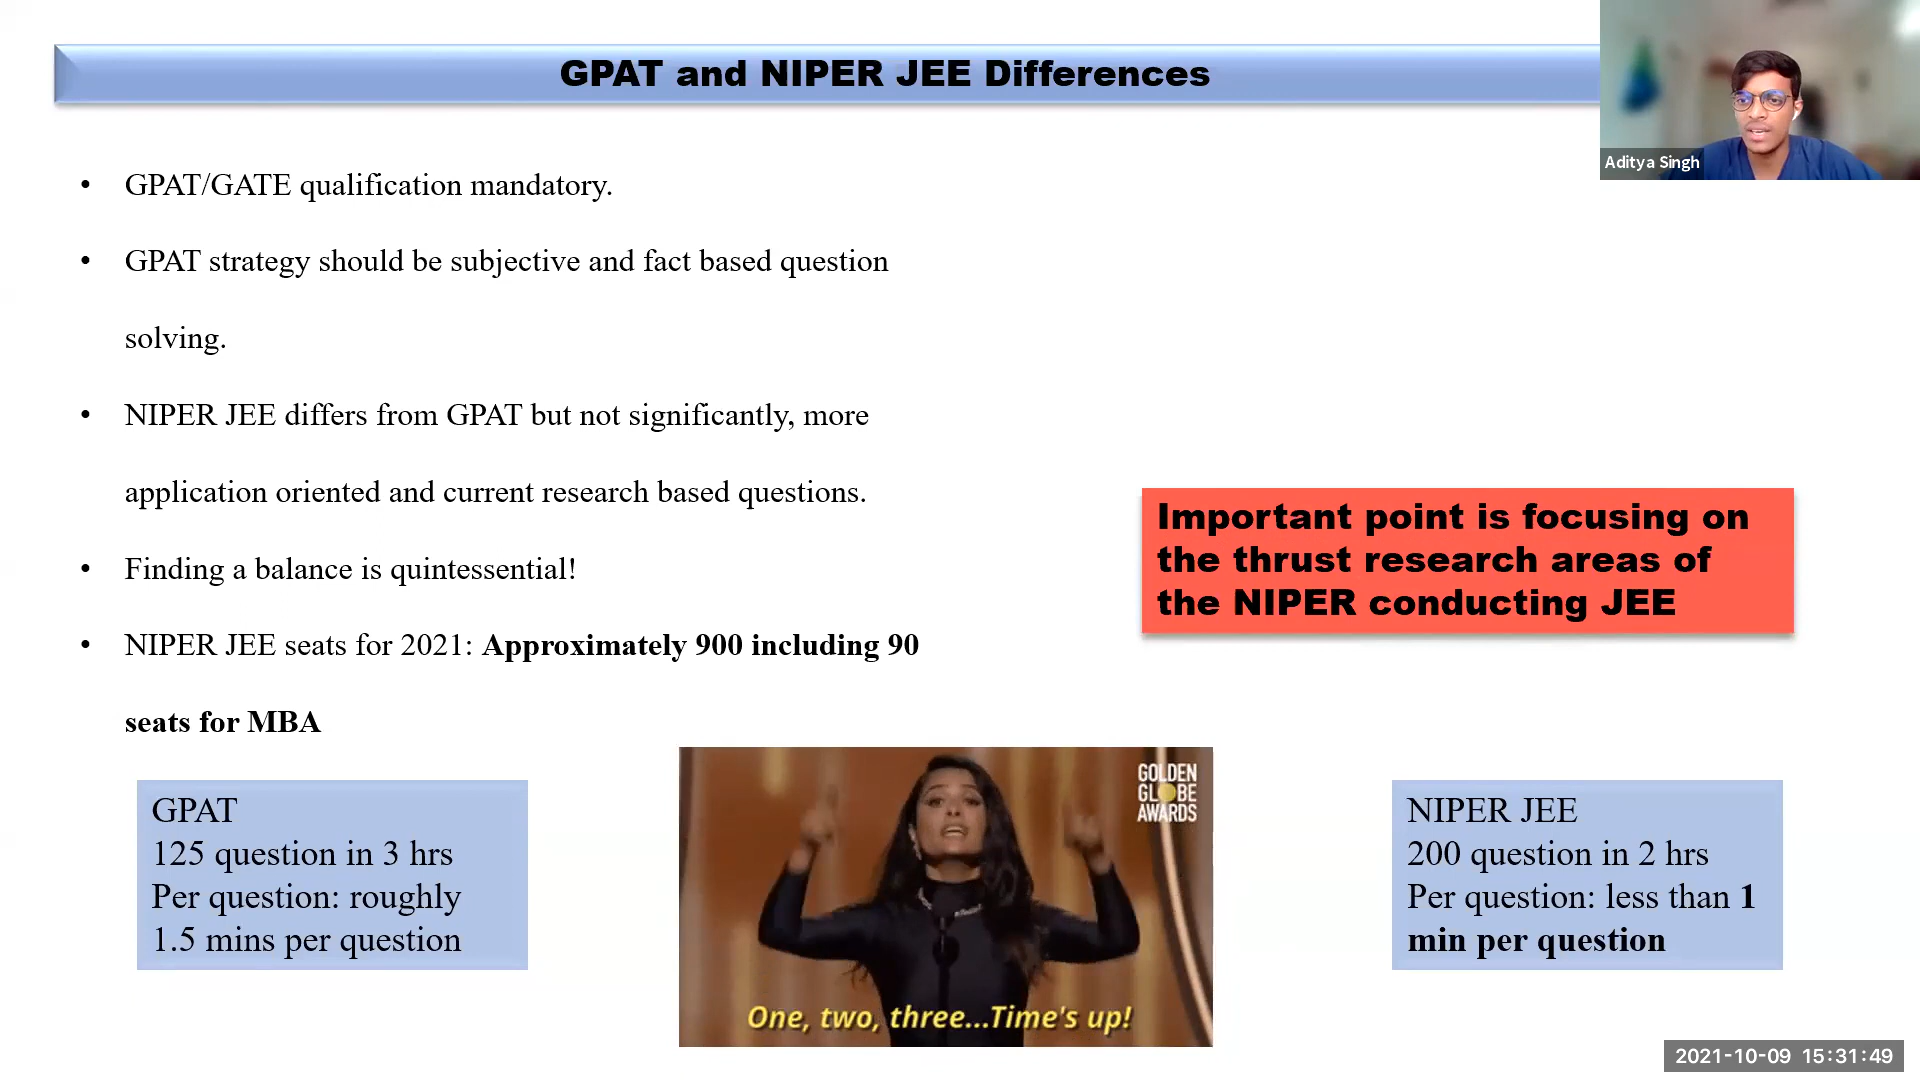 GPAT and NIPER JEE Differences
Aditya Singh
• GPAT/GATE qualification mandatory.
• GPAT strategy should be subjective and fact based question
solving.
• NIPER JEE differs from GPAT but not significantly, more
application oriented and current research based questions.
• Finding a balance is quintessential!
• NIPER JEE seats for 2021: Approximately 900 including 90
seats for MBA
Important point is focusing on
the thrust research areas of
the NIPER conducting JEE
GPAT
125 question in 3 hrs
Per question: roughly
1.5 mins per question
GOLDEN
GLOBE
AWARDS
One, two, three...Time's up!
NIPER JEE
200 question in 2 hrs
Per question: less than 1
min per question
2021-10-09 15:31:49